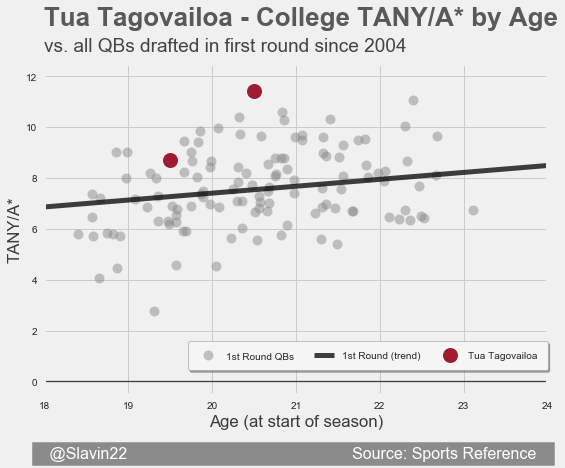 Tua Tagovailoa - College TANY/A* by Age
vs. all QBs drafted in first round since 2004
TANY/A*
12
10
8
6
4
2
0
1st Round QBs
1st Round (trend)
Tua Tagovailoa
18 19 20 21 22 23 24
Age (at start of season)
@Slavin22
Source: Sports Reference